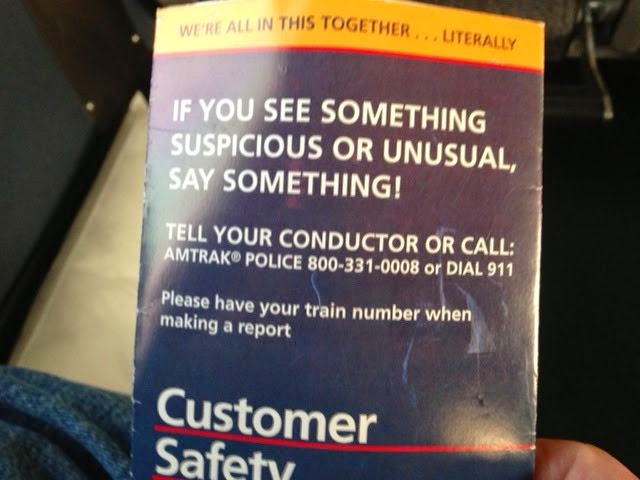 WE'RE ALL IN THIS TOGETHER ... LITERALLY
IF YOU SEE SOMETHING
SUSPICIOUS OR UNUSUAL,
SAY SOMETHING!
TELL YOUR CONDUCTOR OR CALL:
AMTRAK® POLICE 800-331-0008 or DIAL 911
Please have your train number when
making a report
Customer
Safety